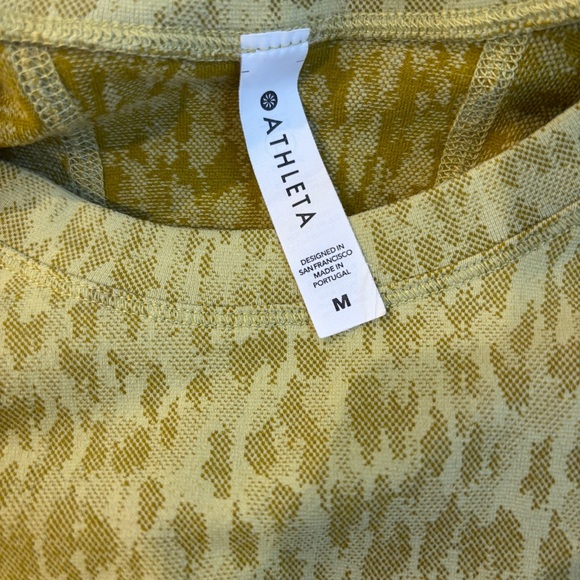 ATHLETA
DESIGNED IN
SAN FRANCISCO
MADE IN
PORTUGAL
M